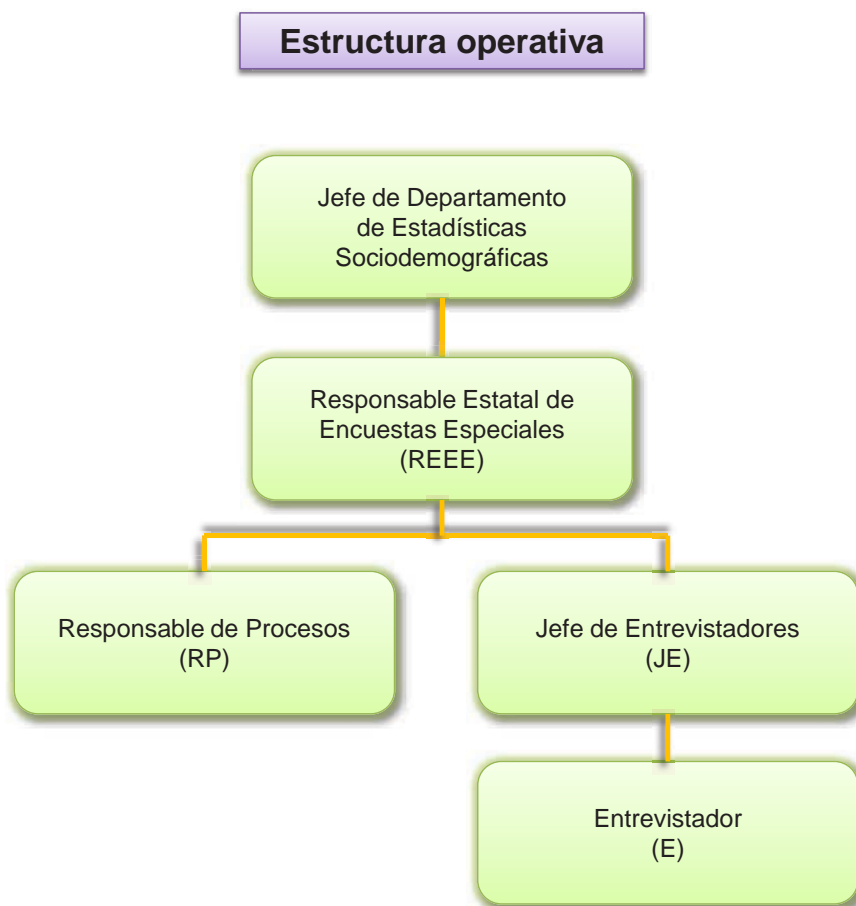 Estructura operativa
Jefe de Departamento
de Estadísticas
Sociodemográficas
Responsable Estatal de
Encuestas Especiales
(REEE)
Responsable de Procesos
(RP)
Jefe de Entrevistadores
(JE)
Entrevistador
(E)